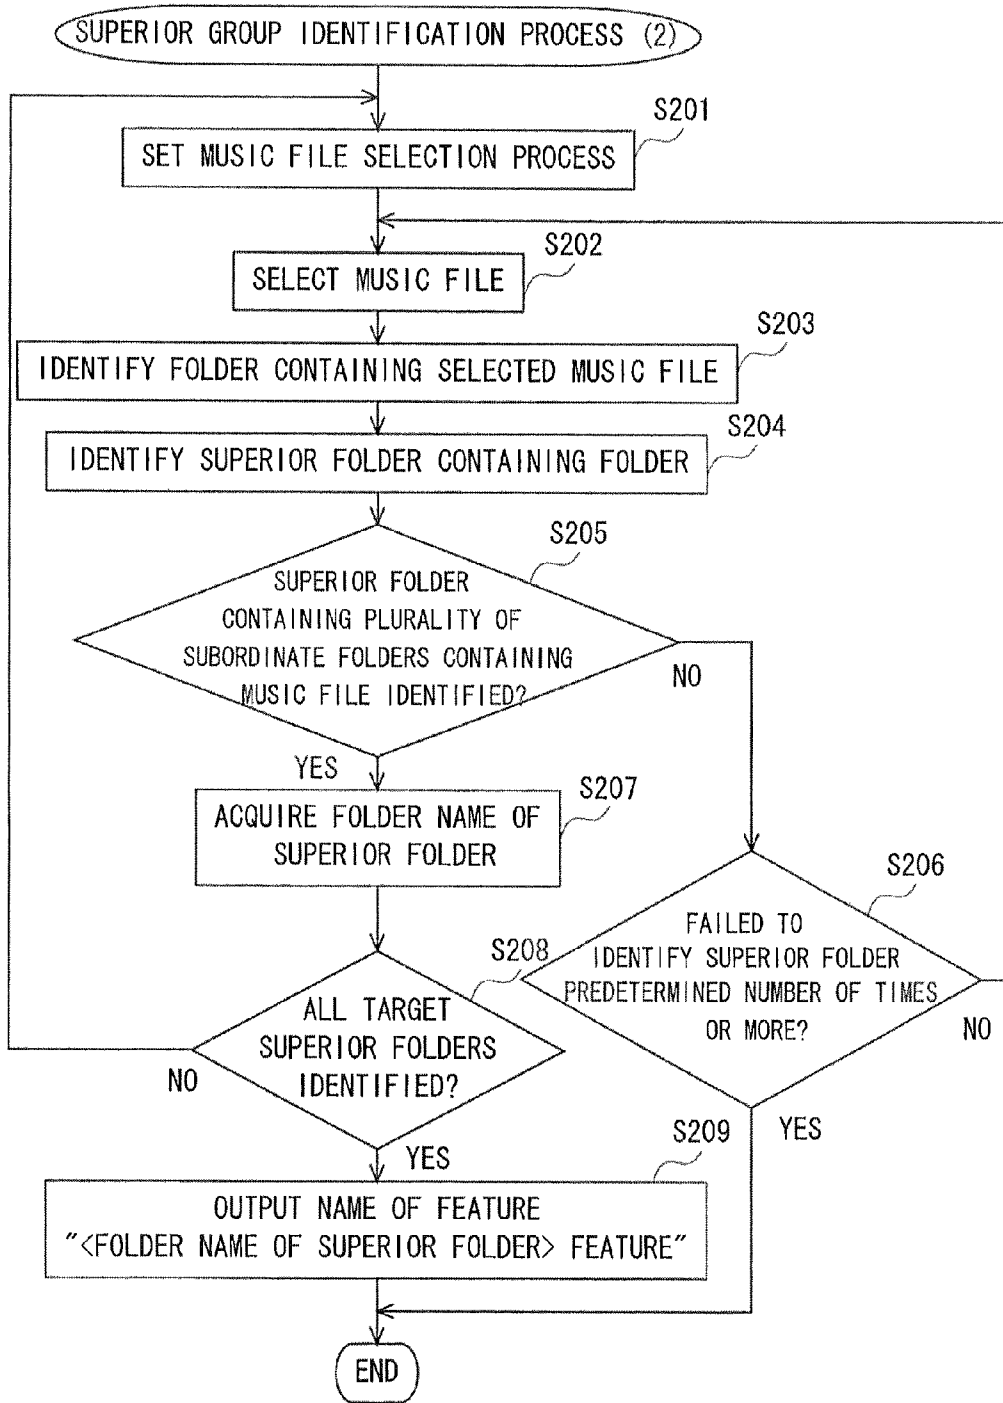 SUPERIOR GROUP IDENTIFICATION PROCESS (2)
S201
SET MUSIC FILE SELECTION PROCESS
S202
SELECT MUSIC FILE
S203
IDENTIFY FOLDER CONTAINING SELECTED MUSIC FILE
S204
IDENTIFY SUPERIOR FOLDER CONTAINING FOLDER
S205
SUPERIOR FOLDER
CONTAINING PLURALITY OF
SUBORDINATE FOLDERS CONTAINING
MUSIC FILE IDENTIFIED?
NO
YES
S207
ACQUIRE FOLDER NAME OF
SUPERIOR FOLDER
S206
FAILED TO
IDENTIFY SUPERIOR FOLDER
PREDETERMINED NUMBER OF TIMES
OR MORE?
NO
YES
S208
ALL TARGET
SUPERIOR FOLDERS
IDENTIFIED?
NO
YES
S209
OUTPUT NAME OF FEATURE
"<FOLDER NAME OF SUPERIOR FOLDER> FEATURE"
END